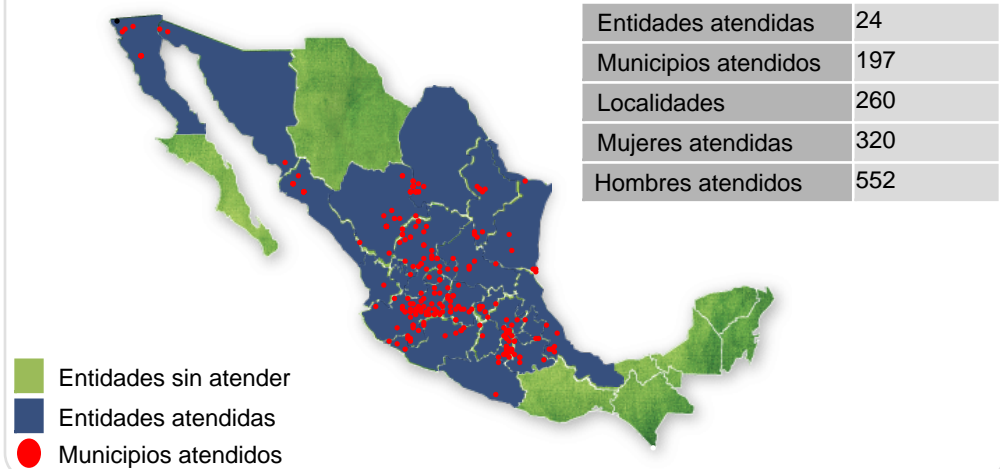 Entidades atendidas 24
Municipios atendidos 197
Localidades 260
Mujeres atendidas 320
Hombres atendidos 552
Entidades sin atender
Entidades atendidas
Municipios atendidos